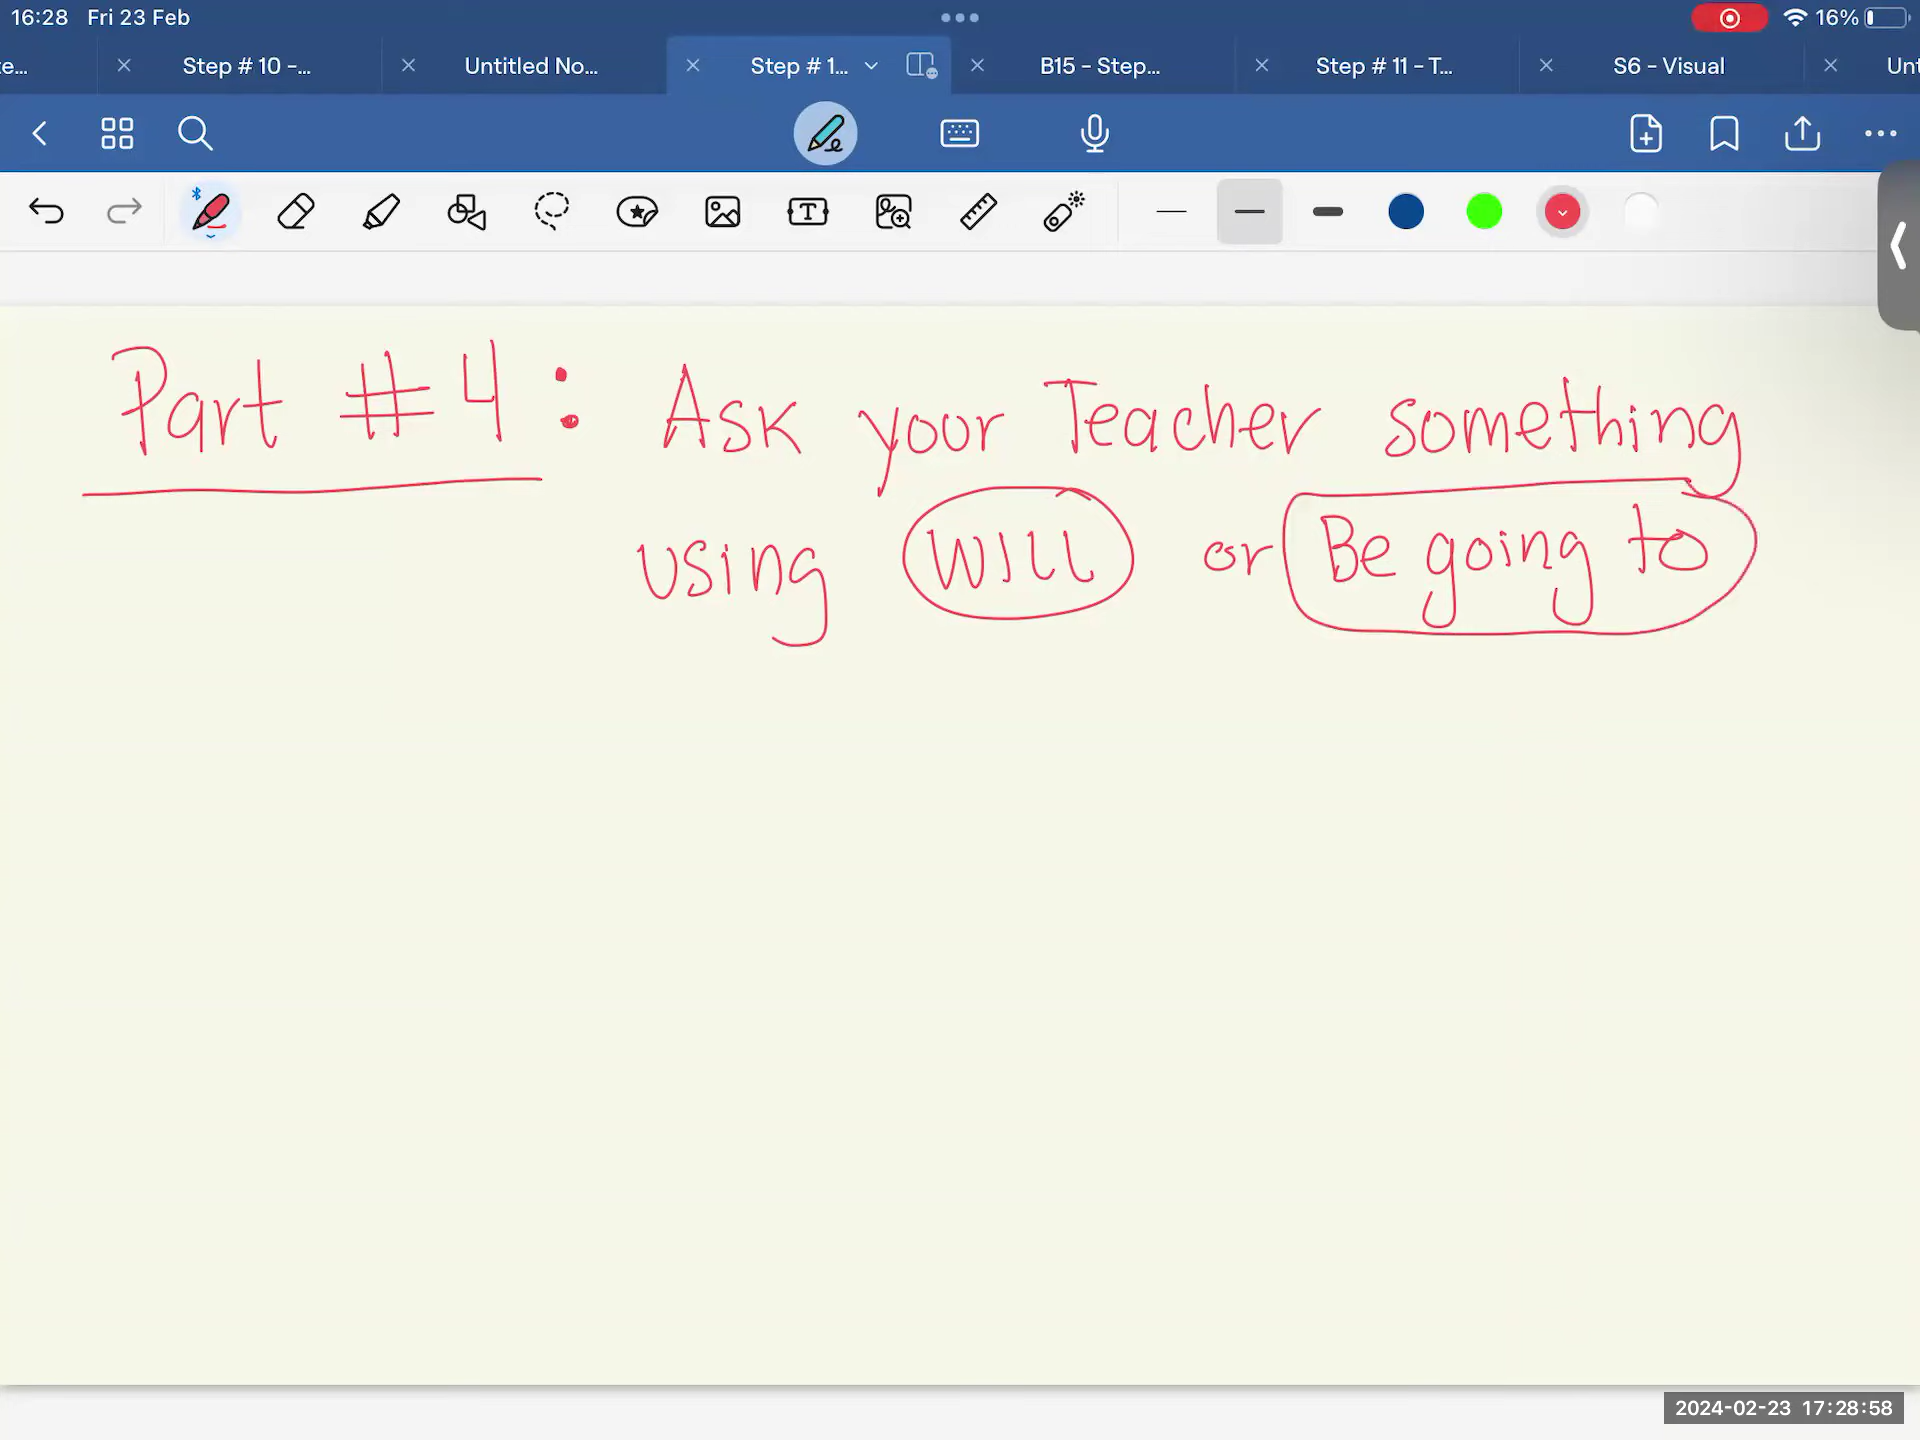 16:28 Fri 23 Feb 16%
e... Step # 10 -... Untitled No... Step # 1... B15 - Step... Step # 11 - T... S6 - Visual Unt
Part #4: Ask your Teacher something
using Will or Be going to
2024-02-23 17:28:58